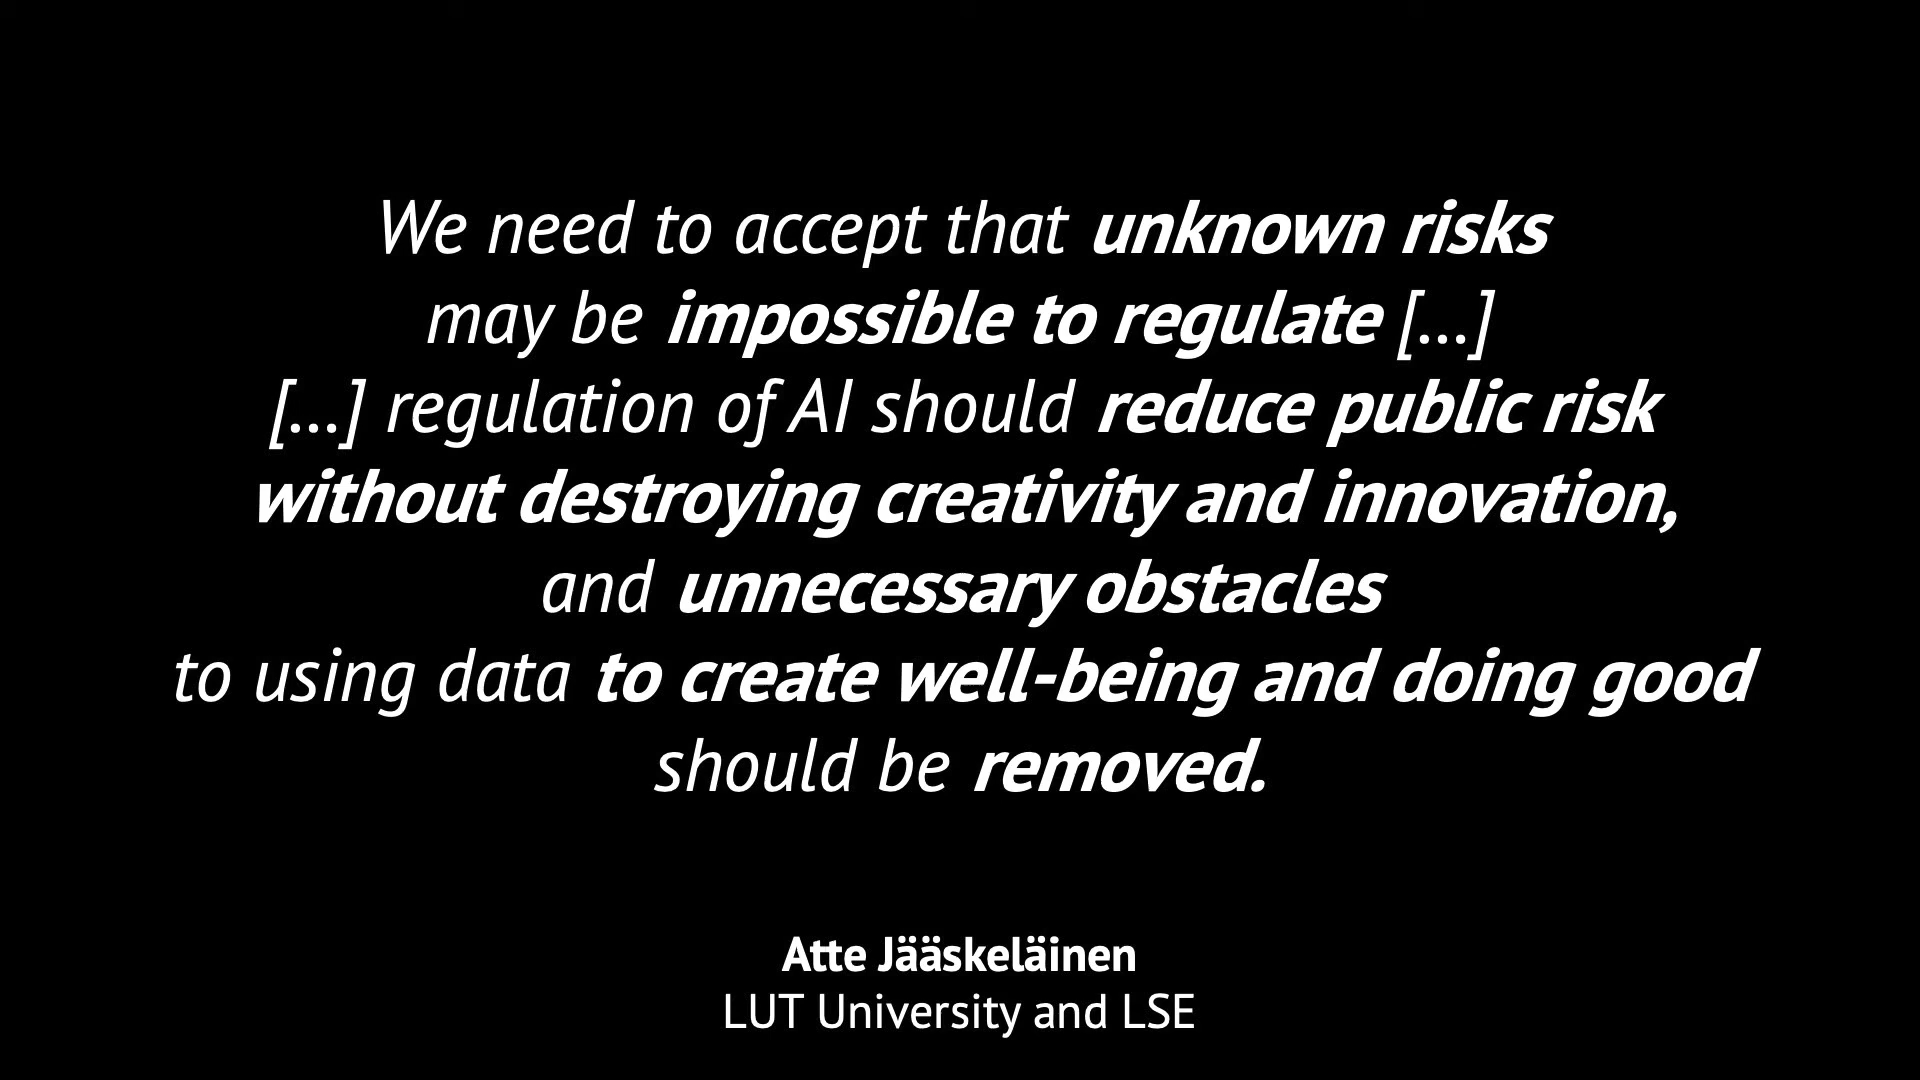 We need to accept that unknown risks
may be impossible to regulate [...]
[...] regulation of AI should reduce public risk
without destroying creativity and innovation,
and unnecessary obstacles
to using data to create well-being and doing good
should be removed.
Atte Jääskeläinen
LUT University and LSE